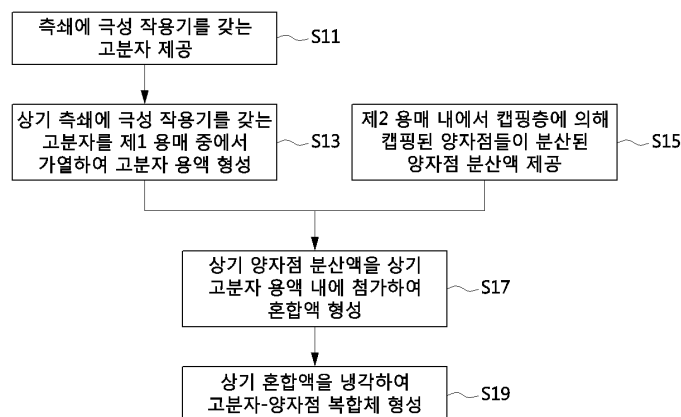 측쇄에 극성 작용기를 갖는
고분자 제공
S11
상기 측쇄에 극성 작용기를 갖는
고분자를 제1 용매 중에서
가열하여 고분자 용액 형성
S13
제2 용매 내에서 캡핑층에 의해
캡핑된 양자점들이 분산된
양자점 분산액 제공
S15
상기 양자점 분산액을 상기
고분자 용액 내에 첨가하여
혼합액 형성
S17
상기 혼합액을 냉각하여
고분자-양자점 복합체 형성
S19